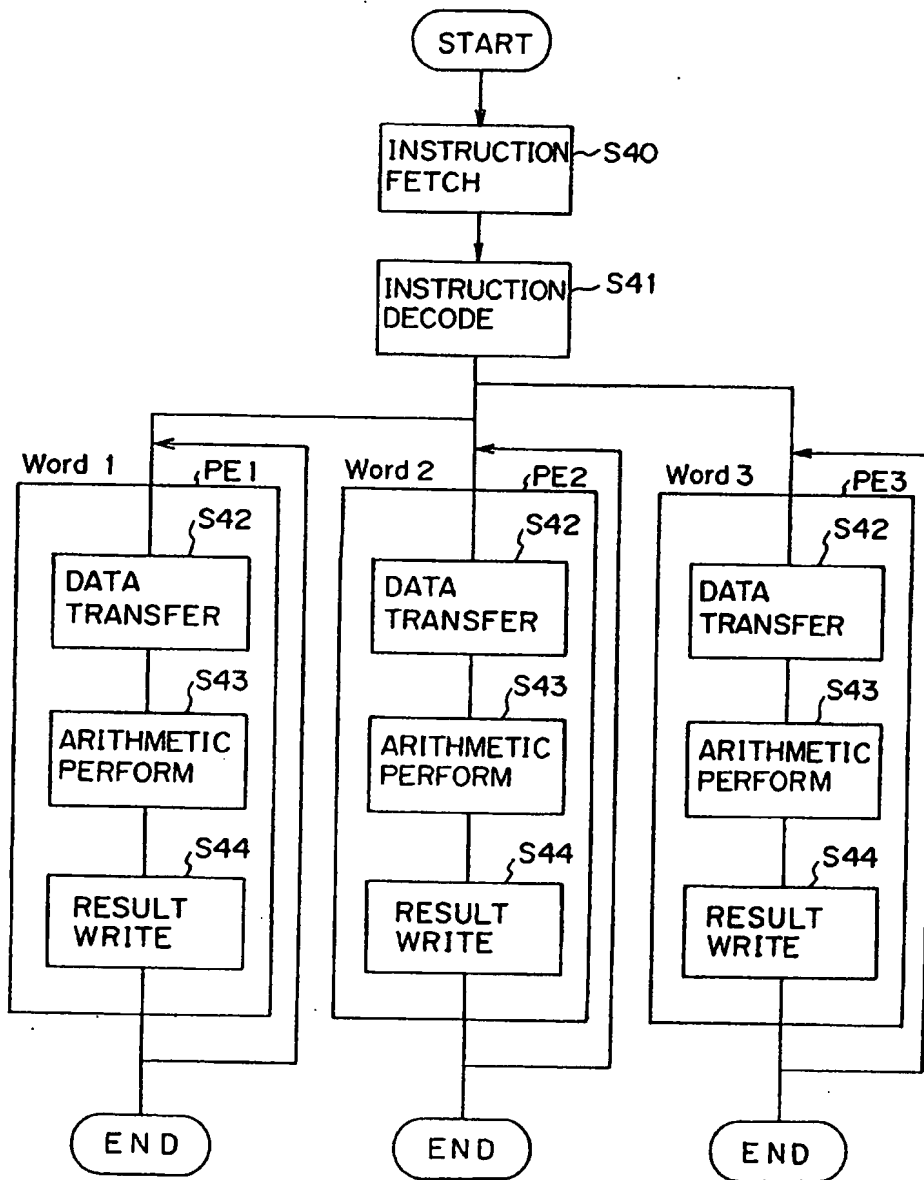 START
INSTRUCTION
FETCH
S40
INSTRUCTION
DECODE
S41
Word 1
PE1
S42
DATA
TRANSFER
S43
ARITHMETIC
PERFORM
S44
RESULT
WRITE
END
Word 2
PE2
S42
DATA
TRANSFER
S43
ARITHMETIC
PERFORM
S44
RESULT
WRITE
END
Word 3
PE3
S42
DATA
TRANSFER
S43
ARITHMETIC
PERFORM
S44
RESULT
WRITE
END